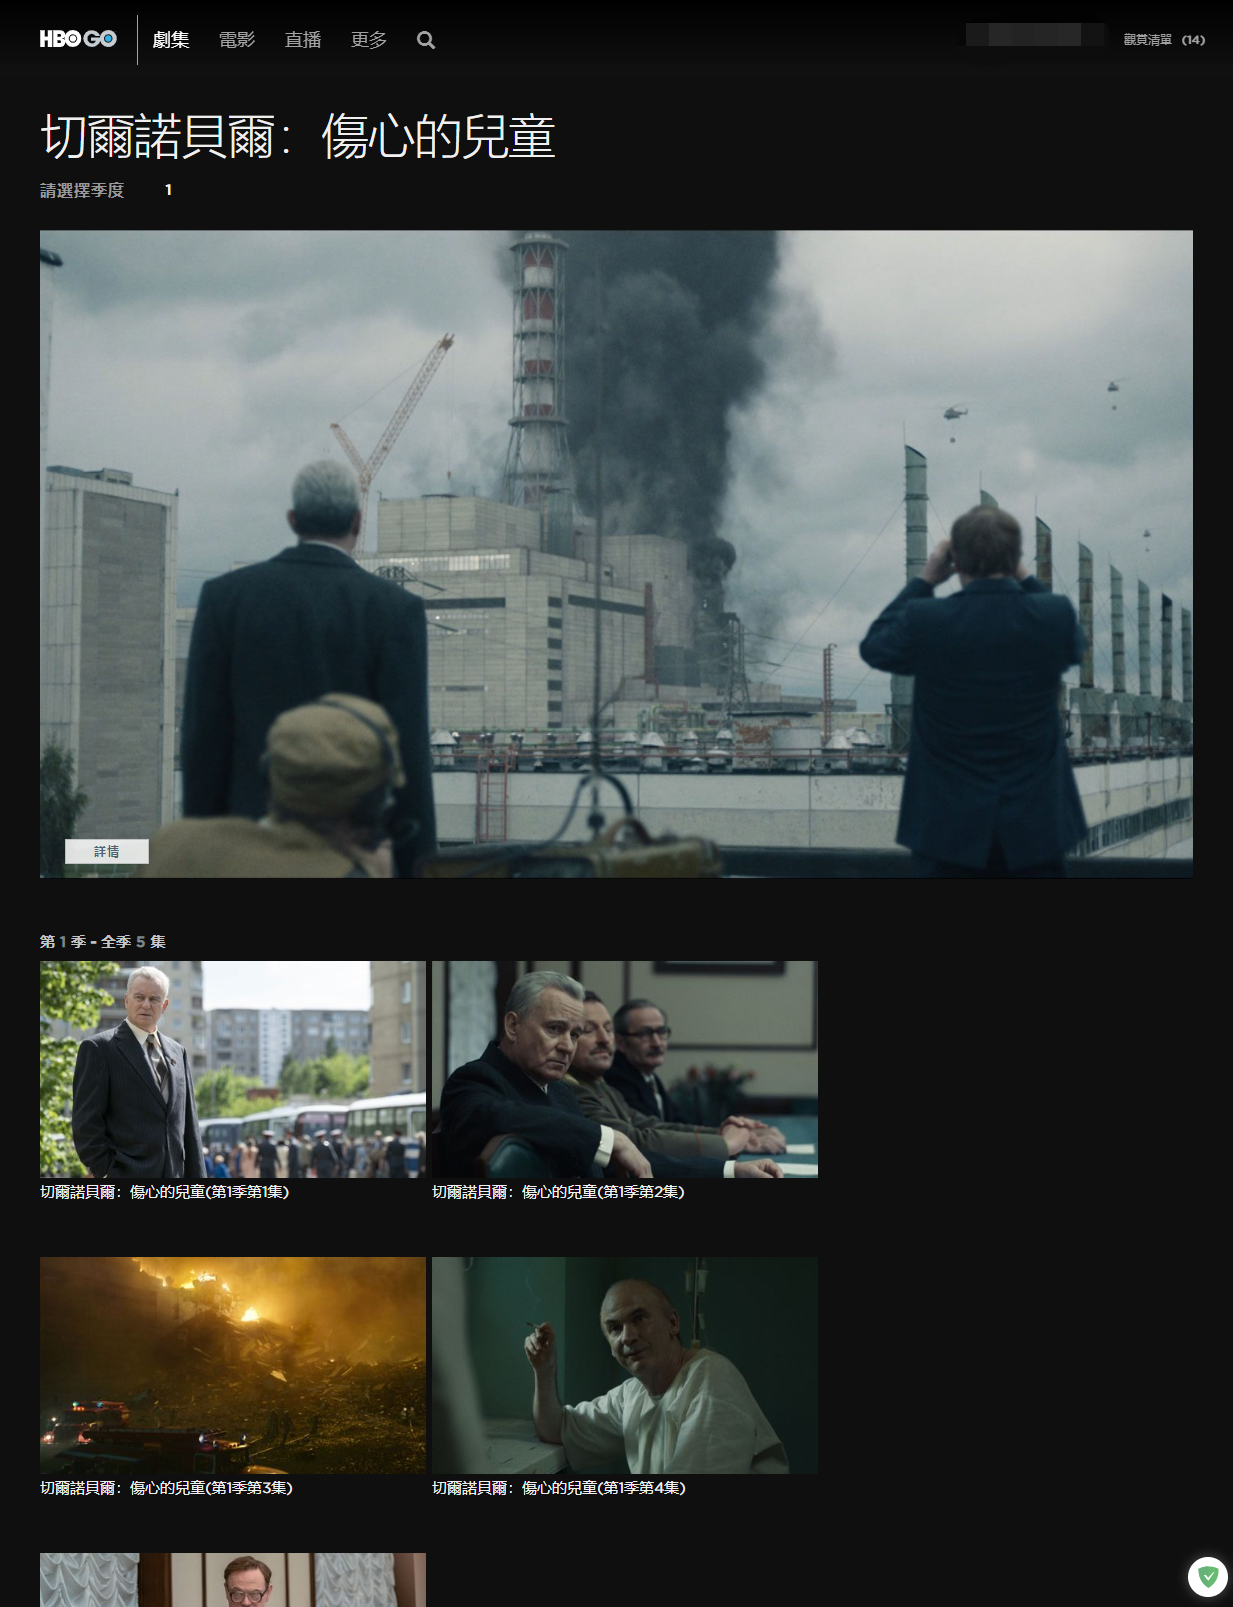 HBO GO
劇集
電影
直播
更多
觀賞清單 (14)
切爾諾貝爾：傷心的兒童
請選擇季度 1
詳情
第 1 季 - 全季 5 集
切爾諾貝爾：傷心的兒童(第1季第1集)
切爾諾貝爾：傷心的兒童(第1季第2集)
切爾諾貝爾：傷心的兒童(第1季第3集)
切爾諾貝爾：傷心的兒童(第1季第4集)